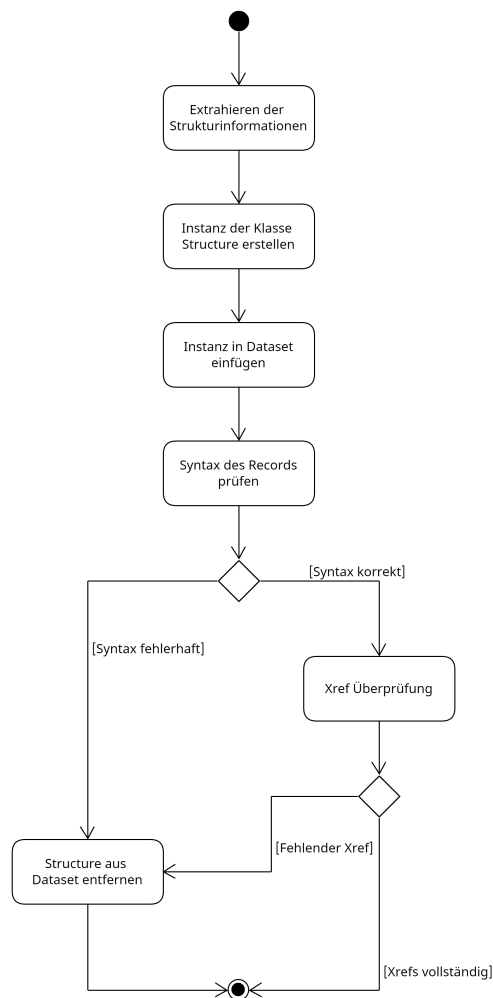 Extrahieren der
Strukturinformationen
Instanz der Klasse
Structure erstellen
Instanz in Dataset
einfügen
Syntax des Records
prüfen
[Syntax korrekt]
[Syntax fehlerhaft]
Xref Überprüfung
[Fehlender Xref]
Structure aus
Dataset entfernen
[Xrefs vollständig]